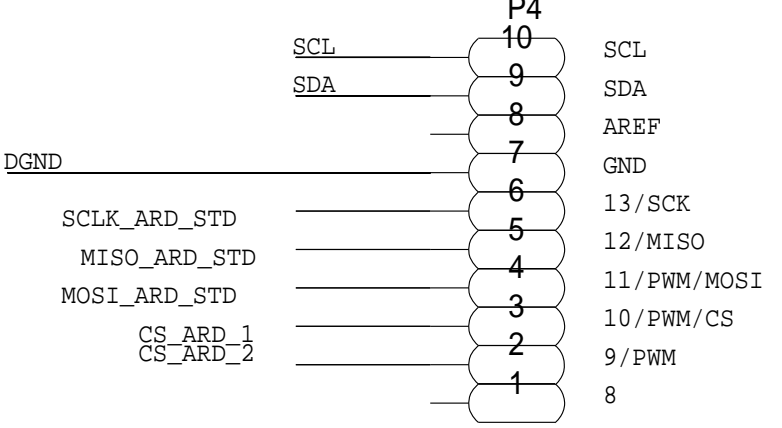 P4
SCL 10 SCL
SDA 9 SDA
8 AREF
DGND 7 GND
SCLK_ARD_STD 6 13/SCK
MISO_ARD_STD 5 12/MISO
MOSI_ARD_STD 4 11/PWM/MOSI
CS_ARD_1 3 10/PWM/CS
CS_ARD_2 2 9/PWM
1 8